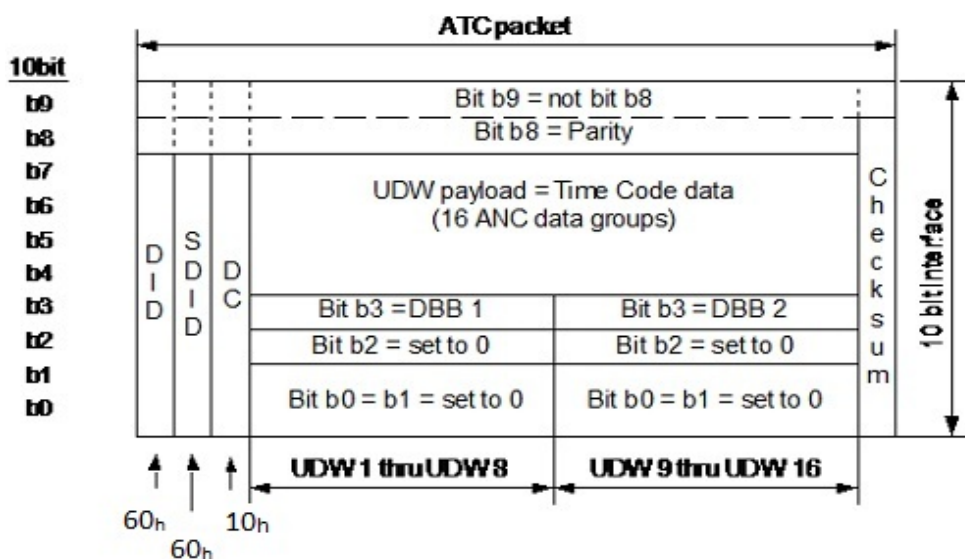 ATC packet
10bit
b9
b8
b7
b6
b5
b4
b3
b2
b1
b0
Bit b9 = not bit b8
Bit b8 = Parity
UDW payload = Time Code data
(16 ANC data groups)
DID
SDID
DC
Bit b3 =DBB 1
Bit b3 = DBB 2
Bit b2 = set to 0
Bit b2 = set to 0
Bit b0 = b1 = set to 0
Bit b0 = b1 = set to 0
Checksum
10 bit interface
UDW 1 thru UDW 8
UDW 9 thru UDW 16
60h
60h
10h